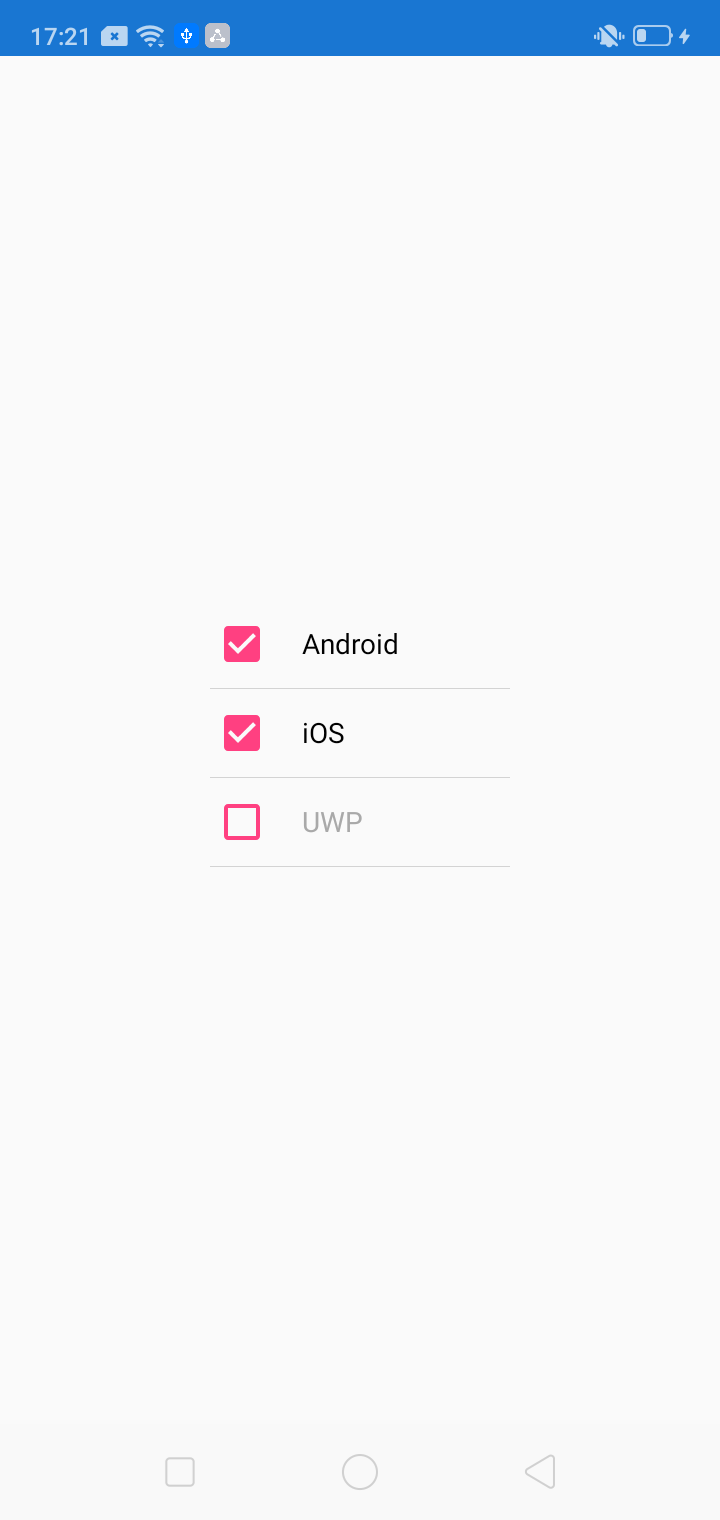 17:21
Android
iOS
UWP